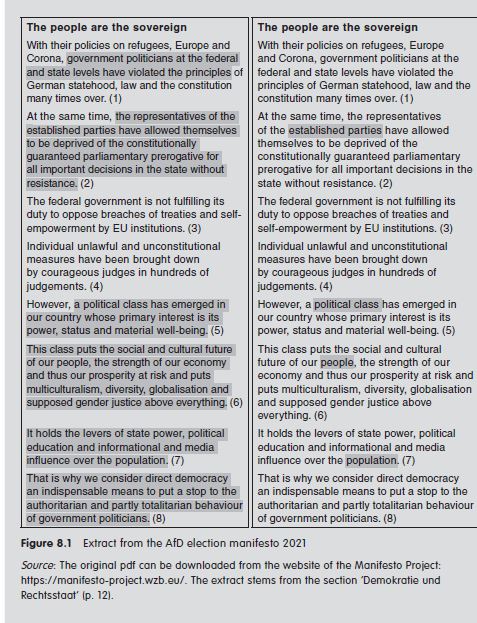 The people are the sovereign
With their policies on refugees, Europe and
Corona, government politicians at the federal
and state levels have violated the principles of
German statehood, law and the constitution
many times over. (1)
At the same time, the representatives of the
established parties have allowed themselves
to be deprived of the constitutionally
guaranteed parliamentary prerogative for
all important decisions in the state without
resistance. (2)
The federal government is not fulfilling its
duty to oppose breaches of treaties and self-
empowerment by EU institutions. (3)
Individual unlawful and unconstitutional
measures have been brought down
by courageous judges in hundreds of
judgements. (4)
However, a political class has emerged in
our country whose primary interest is its
power, status and material well-being. (5)
This class puts the social and cultural future
of our people, the strength of our economy
and thus our prosperity at risk and puts
multiculturalism, diversity, globalisation and
supposed gender justice above everything. (6)
It holds the levers of state power, political
education and informational and media
influence over the population. (7)
That is why we consider direct democracy
an indispensable means to put a stop to the
authoritarian and partly totalitarian behaviour
of government politicians. (8)
The people are the sovereign
With their policies on refugees, Europe
and Corona, government politicians at the
federal and state levels have violated the
principles of German statehood, law and the
constitution many times over. (1)
At the same time, the representatives
of the established parties have allowed
themselves to be deprived of the
constitutionally guaranteed parliamentary
prerogative for all important decisions in the
state without resistance. (2)
The federal government is not fulfilling its
duty to oppose breaches of treaties and
self-empowerment by EU institutions. (3)
Individual unlawful and unconstitutional
measures have been brought down
by courageous judges in hundreds of
judgements. (4)
However, a political class has emerged in
our country whose primary interest is its
power, status and material well-being. (5)
This class puts the social and cultural
future of our people, the strength of our
economy and thus our prosperity at risk and
puts multiculturalism, diversity, globalisation
and supposed gender justice above
everything. (6)
It holds the levers of state power, political
education and informational and media
influence over the population. (7)
That is why we consider direct democracy
an indispensable means to put a stop to the
authoritarian and partly totalitarian behaviour
of government politicians. (8)
Figure 8.1 Extract from the AfD election manifesto 2021
Source: The original pdf can be downloaded from the website of the Manifesto Project:
https://manifesto-project.wzb.eu/. The extract stems from the section ‘Demokratie und
Rechtsstaat’ (p. 12).